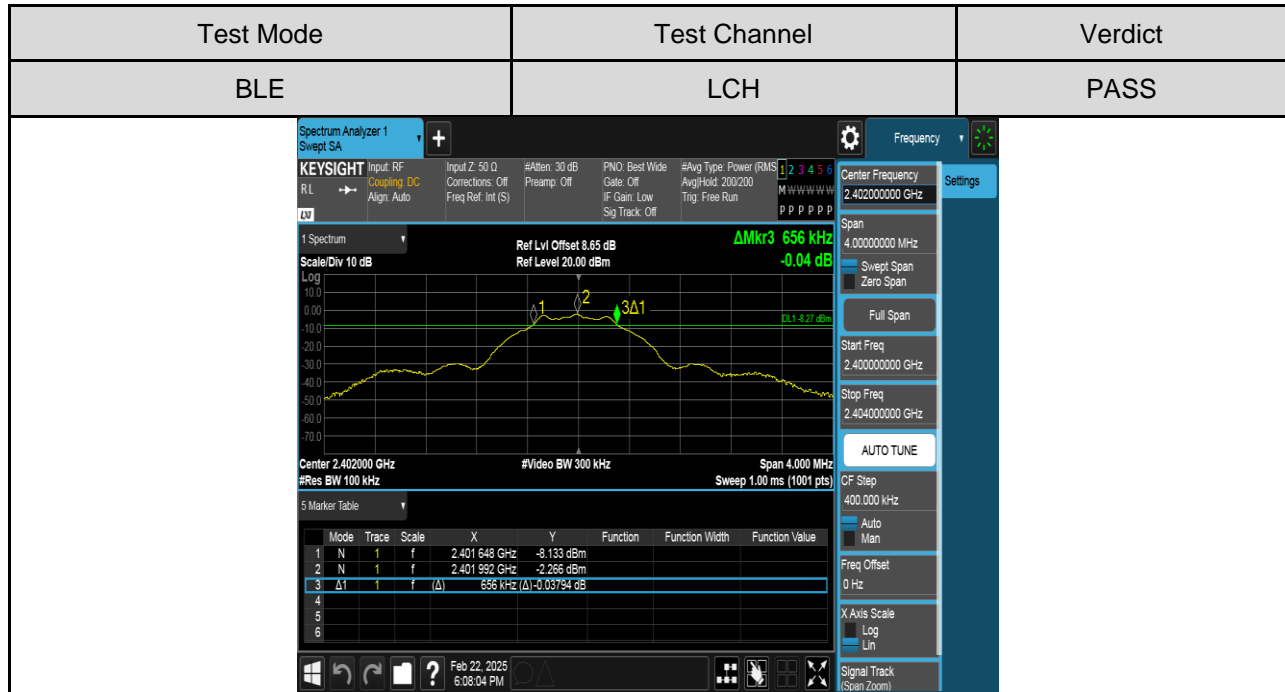 Test Mode Test Channel Verdict
BLE LCH PASS
Spectrum Analyzer 1
Swept SA
+
Frequency
KEYSIGHT
RL
LXI
Input: RF
Coupling: DC
Align: Auto
Input Z: 50 Ω
Corrections: Off
Freq Ref: Int (S)
#Atten: 30 dB
Preamp: Off
PNO: Best Wide
Gate: Off
IF Gain: Low
Sig Track: Off
#Avg Type: Power (RMS
Avg|Hold: 200/200
Trig: Free Run
1 2 3 4 5 6
M W W W W W
P P P P P P
1 Spectrum
Scale/Div 10 dB
Ref Lvl Offset 8.65 dB
Ref Level 20.00 dBm
ΔMkr3 656 kHz
-0.04 dB
Log
10.0
0.00
-10.0
-20.0
-30.0
-40.0
-50.0
-60.0
-70.0
1
2
3Δ1
DL1 -8.27 dBm
Center 2.402000 GHz
#Res BW 100 kHz
#Video BW 300 kHz
Span 4.000 MHz
Sweep 1.00 ms (1001 pts)
5 Marker Table
Mode Trace Scale X Y Function Function Width Function Value
1 N 1 f 2.401 648 GHz -8.133 dBm
2 N 1 f 2.401 992 GHz -2.266 dBm
3 Δ1 1 f (Δ) 656 kHz (Δ) -0.03794 dB
4
5
6
?
Feb 22, 2025
6:08:04 PM
Settings
Center Frequency
2.402000000 GHz
Span
4.00000000 MHz
Swept Span
Zero Span
Full Span
Start Freq
2.400000000 GHz
Stop Freq
2.404000000 GHz
AUTO TUNE
CF Step
400.000 kHz
Auto
Man
Freq Offset
0 Hz
X Axis Scale
Log
Lin
Signal Track
(Span Zoom)